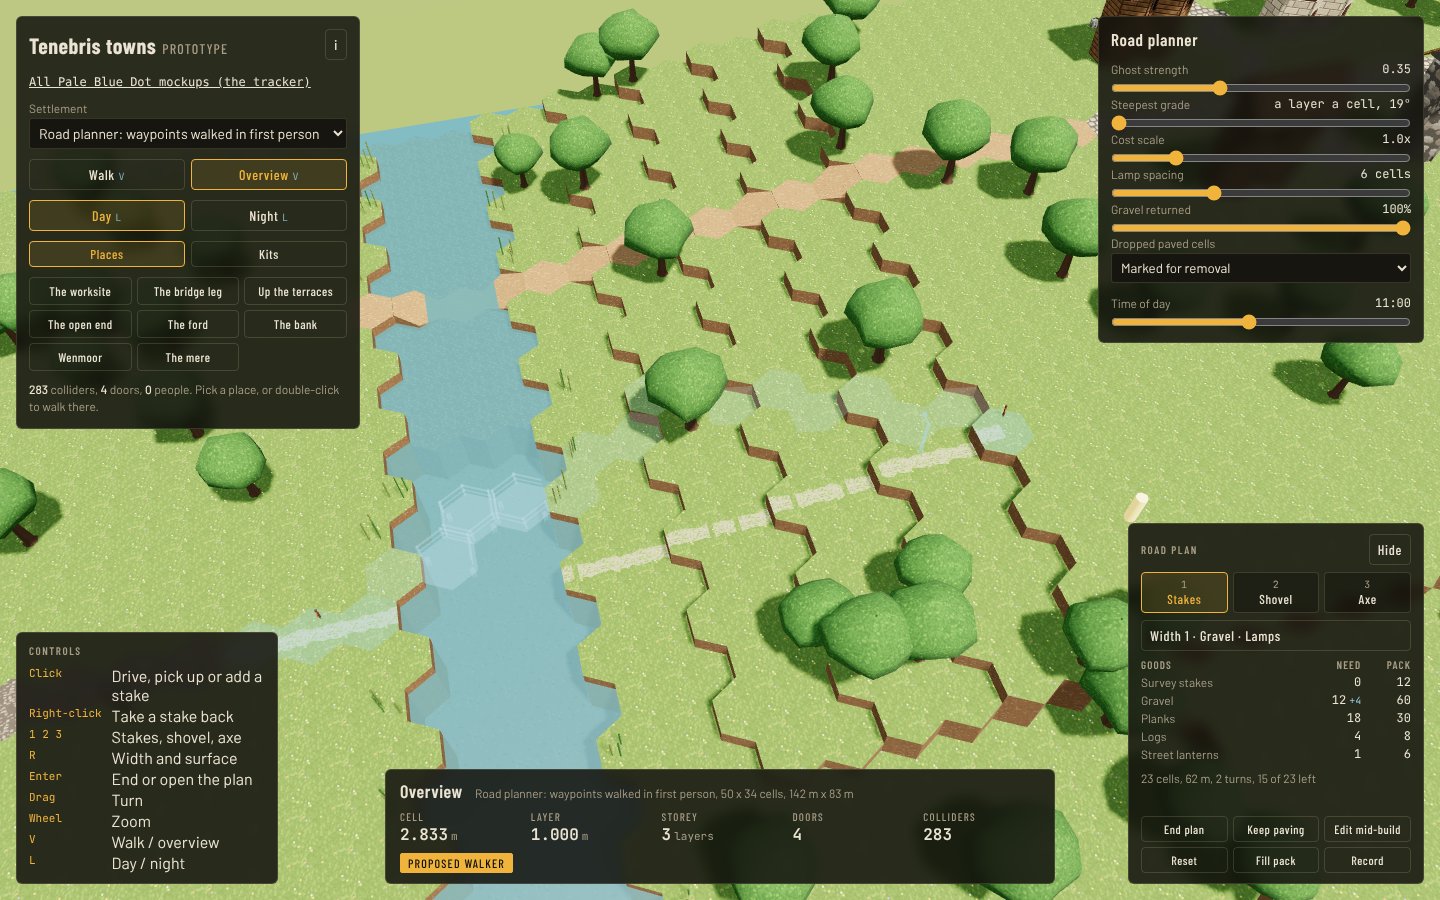 Tenebris towns PROTOTYPE
i
All Pale Blue Dot mockups (the tracker)
Settlement
Road planner: waypoints walked in first person
Walk V
Overview V
Day L
Night L
Places
Kits
The worksite
The bridge leg
Up the terraces
The open end
The ford
The bank
Wenmoor
The mere
283 colliders, 4 doors, 0 people. Pick a place, or double-click
to walk there.
Road planner
Ghost strength 0.35
Steepest grade a layer a cell, 19°
Cost scale 1.0x
Lamp spacing 6 cells
Gravel returned 100%
Dropped paved cells
Marked for removal
Time of day 11:00
CONTROLS
Click Drive, pick up or add a
stake
Right-click Take a stake back
1 2 3 Stakes, shovel, axe
R Width and surface
Enter End or open the plan
Drag Turn
Wheel Zoom
V Walk / overview
L Day / night
Overview Road planner: waypoints walked in first person, 50 x 34 cells, 142 m x 83 m
CELL LAYER STOREY DOORS COLLIDERS
2.833 m 1.000 m 3 layers 4 283
PROPOSED WALKER
ROAD PLAN
Hide
1 2 3
Stakes Shovel Axe
Width 1 · Gravel · Lamps
GOODS NEED PACK
Survey stakes 0 12
Gravel 12 +4 60
Planks 18 30
Logs 4 8
Street lanterns 1 6
23 cells, 62 m, 2 turns, 15 of 23 left
End plan
Keep paving
Edit mid-build
Reset
Fill pack
Record